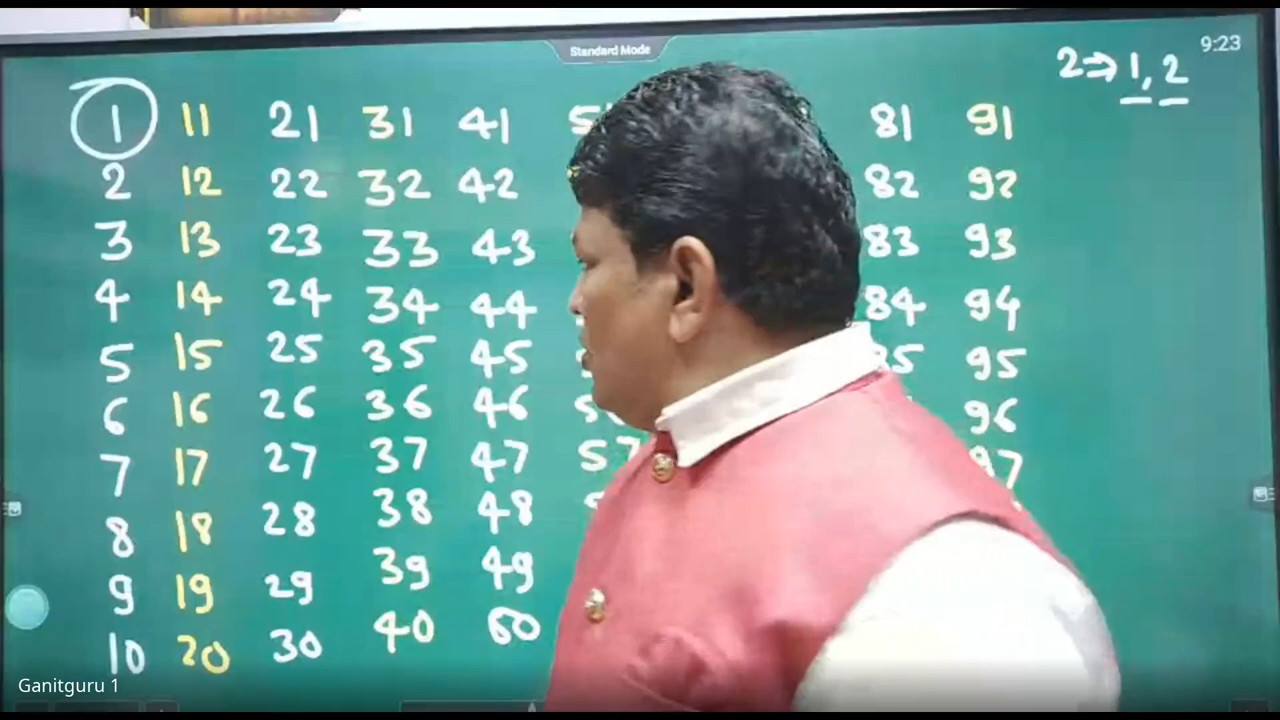 Standard Mode
9:23
2⇒1,2
1 11 21 31 41 81 91
2 12 22 32 42 82 92
3 13 23 33 43 83 93
4 14 24 34 44 84 94
5 15 25 35 45 95
6 16 26 36 46 96
7 17 27 37 47 57 97
8 18 28 38 48
9 19 29 39 49
10 20 30 40 50
Ganitguru 1